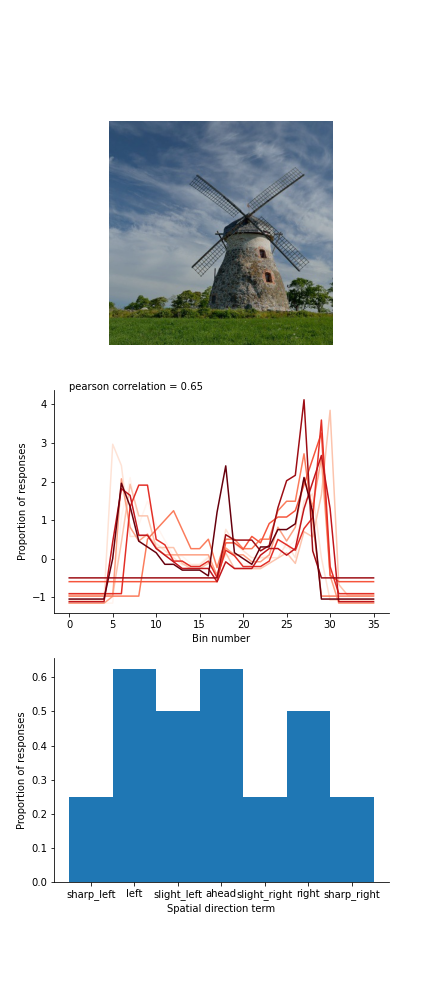 pearson correlation = 0.65
4
3
2
1
0
−1
Proportion of responses
0 5 10 15 20 25 30 35
Bin number
0.6
0.5
0.4
0.3
0.2
0.1
0.0
Proportion of responses
sharp_left left slight_left ahead slight_right right sharp_right
Spatial direction term